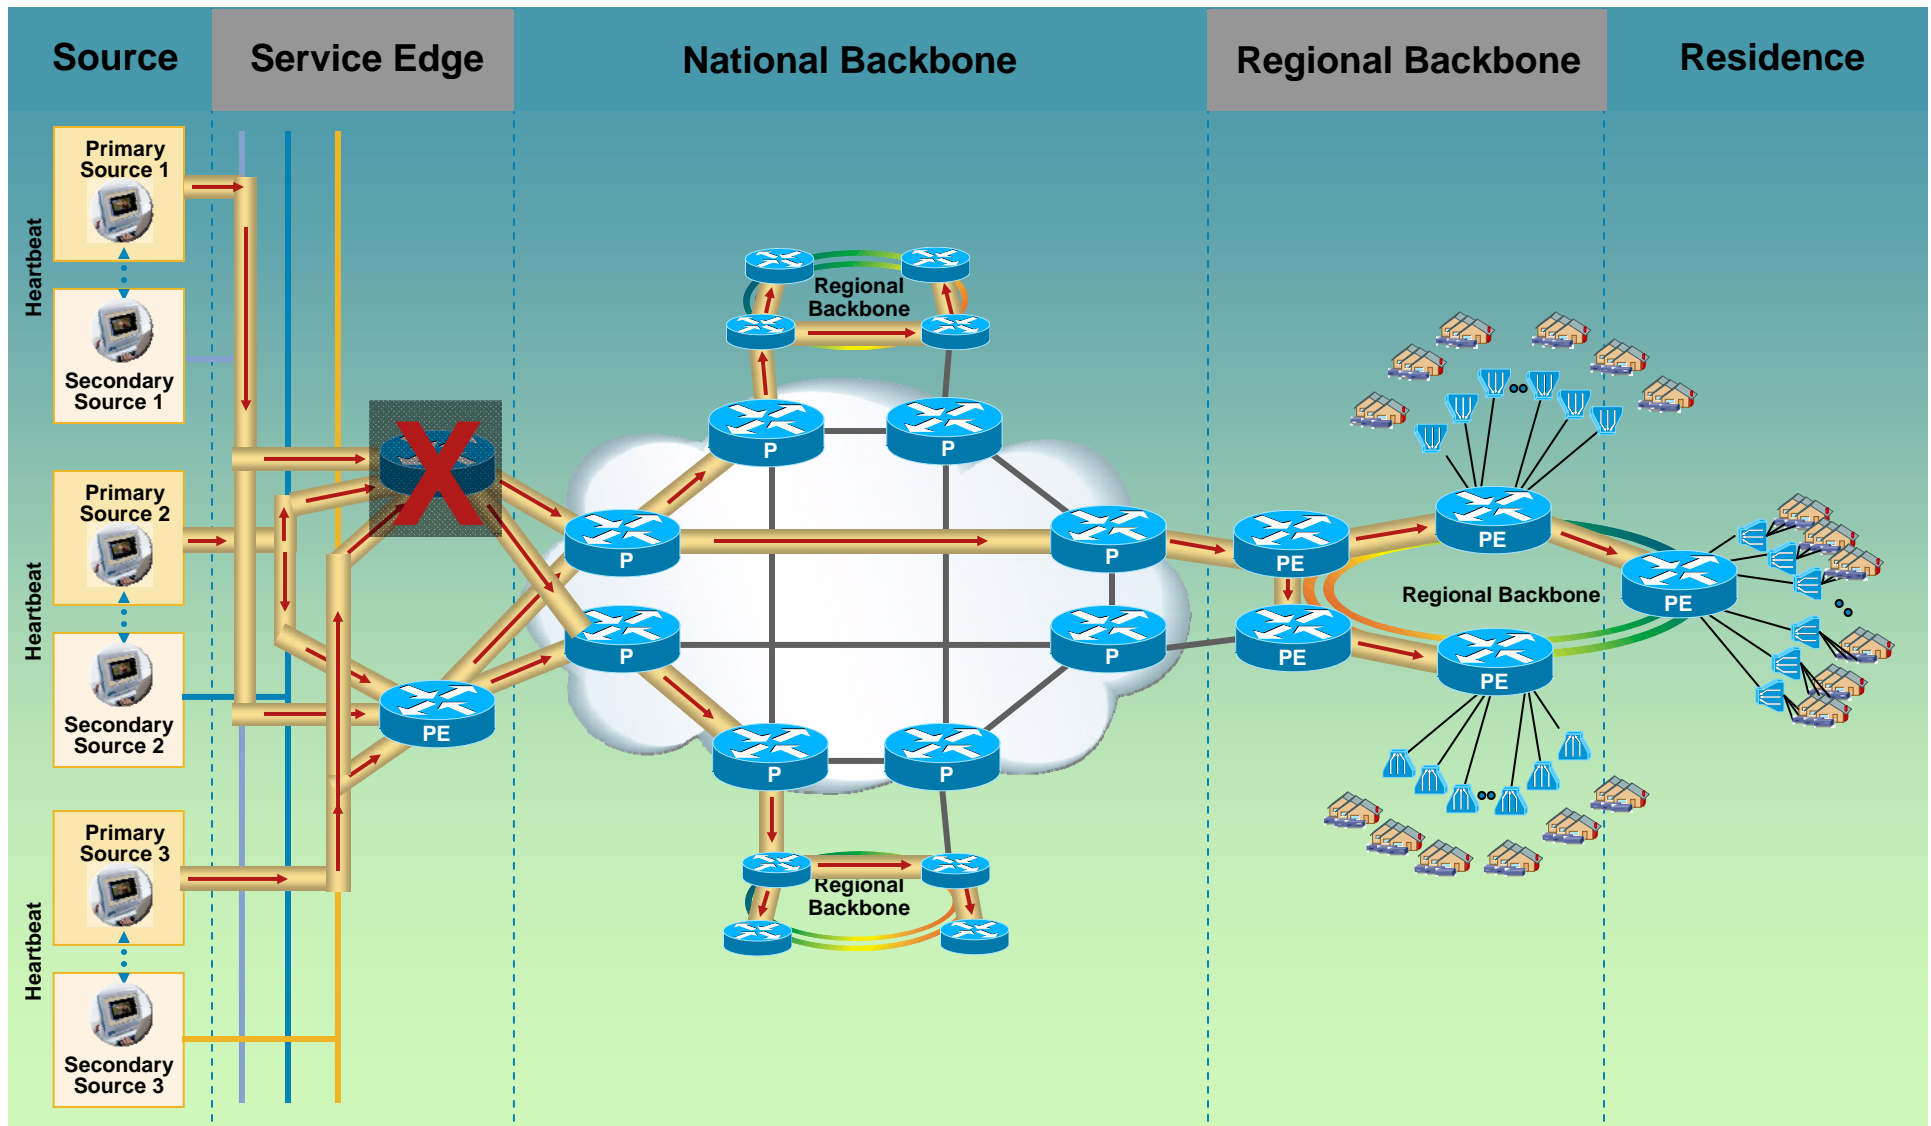 Source
Service Edge
National Backbone
Regional Backbone
Residence
Heartbeat
Primary
Source 1
Secondary
Source 1
Heartbeat
Primary
Source 2
Secondary
Source 2
Heartbeat
Primary
Source 3
Secondary
Source 3
X
PE
Regional
Backbone
P
P
P
P
P
P
P
P
Regional
Backbone
PE
PE
PE
PE
Regional Backbone
PE